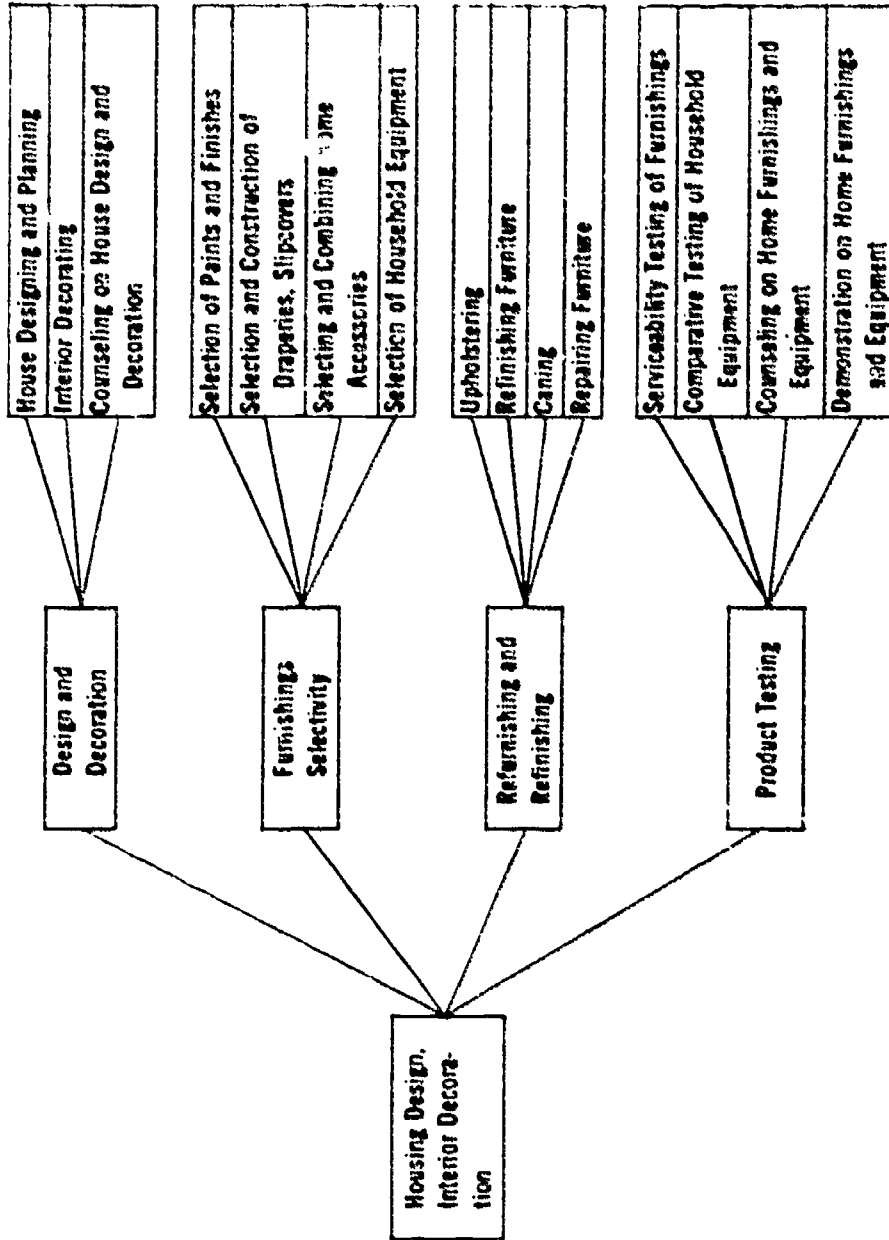 Housing Design,
Interior Decora-
tion
Design and
Decoration
House Designing and Planning
Interior Decorating
Counseling on House Design and
Decoration
Furnishings
Selectivity
Selection of Paints and Finishes
Selection and Construction of
Draperies, Slipcovers
Selecting and Combining Home
Accessories
Selection of Household Equipment
Refurnishing and
Refinishing
Upholstering
Refinishing Furniture
Caning
Repairing Furniture
Product Testing
Serviceability Testing of Furnishings
Comparative Testing of Household
Equipment
Counseling on Home Furnishings and
Equipment
Demonstration on Home Furnishings
and Equipment